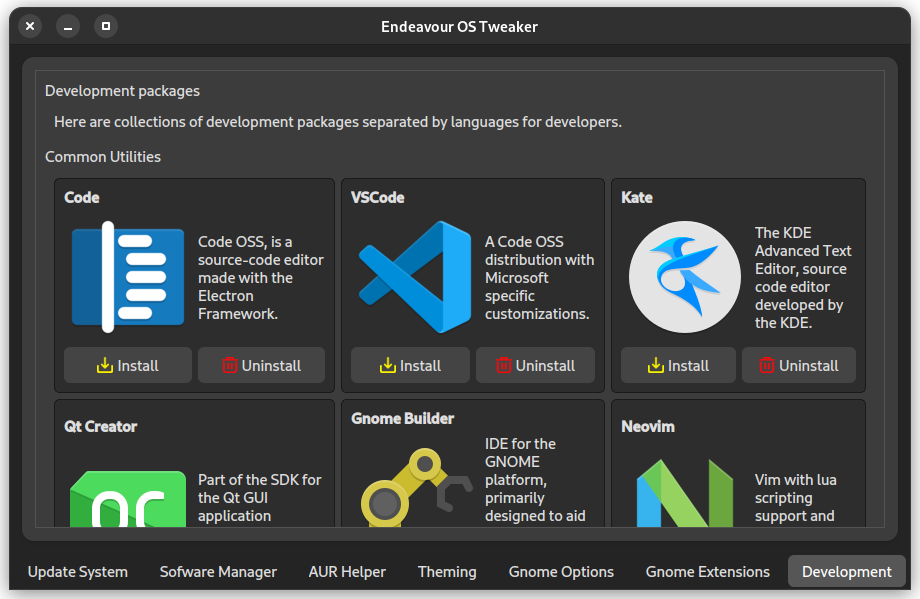 Endeavour OS Tweaker
Development packages
Here are collections of development packages separated by languages for developers.
Common Utilities
Code
Code OSS, is a
source-code editor
made with the
Electron
Framework.
Install
Uninstall
VSCode
A Code OSS
distribution with
Microsoft
specific
customizations.
Install
Uninstall
Kate
The KDE
Advanced Text
Editor, source
code editor
developed by
the KDE.
Install
Uninstall
Qt Creator
QC
Part of the SDK for
the Qt GUI
application
Gnome Builder
IDE for the
GNOME
platform,
primarily
designed to aid
Neovim
Vim with lua
scripting
support and
Update System
Sofware Manager
AUR Helper
Theming
Gnome Options
Gnome Extensions
Development